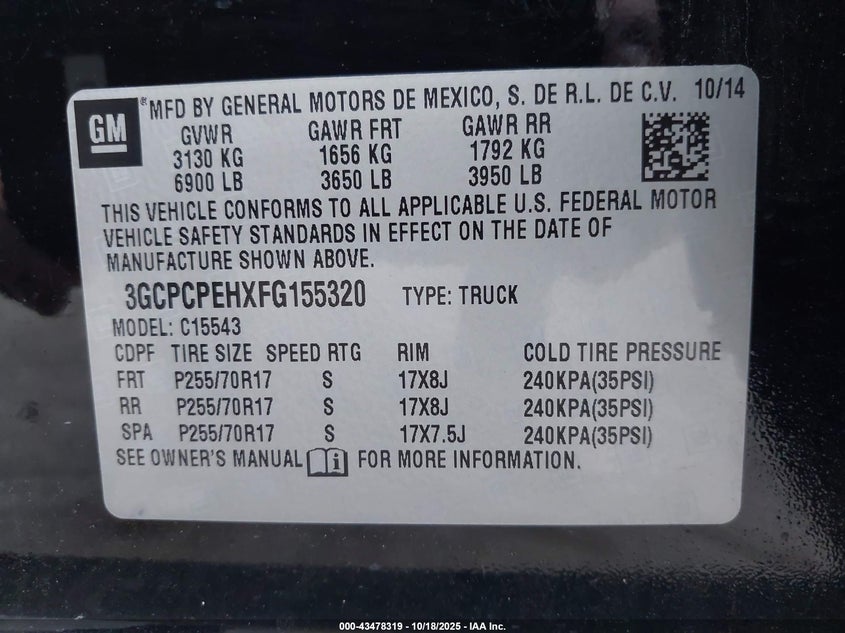 GM
®MFD BY GENERAL MOTORS DE MEXICO, S. DE R.L. DE C.V. 10/14
GVWR GAWR FRT GAWR RR
3130 KG 1656 KG 1792 KG
6900 LB 3650 LB 3950 LB
THIS VEHICLE CONFORMS TO ALL APPLICABLE U.S. FEDERAL MOTOR
VEHICLE SAFETY STANDARDS IN EFFECT ON THE DATE OF
MANUFACTURE SHOWN ABOVE.
3GCPCPEHXFG155320 TYPE: TRUCK
MODEL: C15543
CDPF TIRE SIZE SPEED RTG RIM COLD TIRE PRESSURE
FRT P255/70R17 S 17X8J 240KPA(35PSI)
RR P255/70R17 S 17X8J 240KPA(35PSI)
SPA P255/70R17 S 17X7.5J 240KPA(35PSI)
SEE OWNER'S MANUAL i FOR MORE INFORMATION.
000-43478319 - 10/18/2025 - IAA Inc.